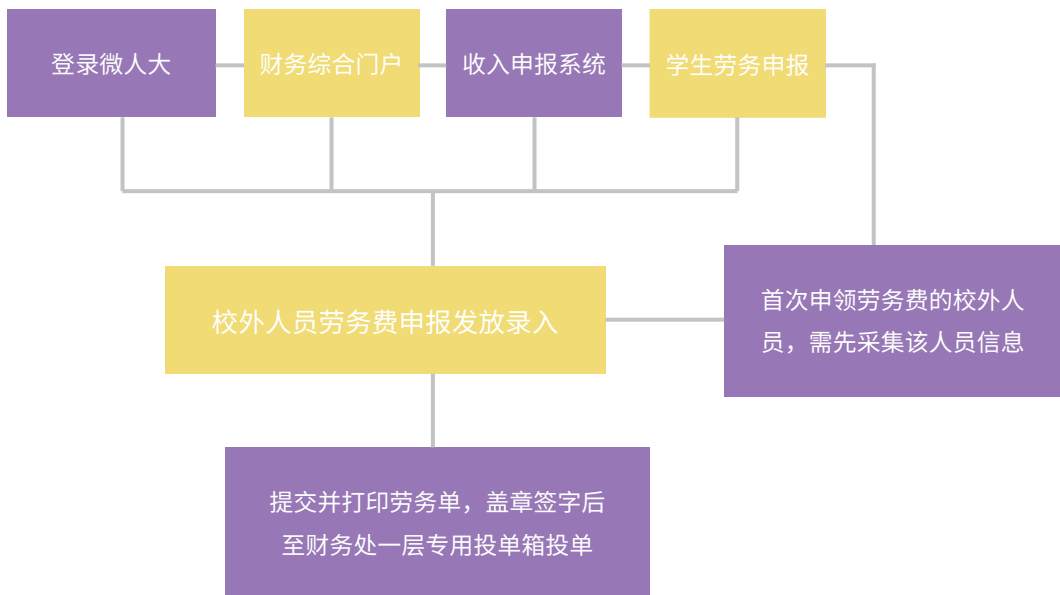 登录微人大
财务综合门户
收入申报系统
学生劳务申报
首次申领劳务费的校外人
员，需先采集该人员信息
校外人员劳务费申报发放录入
提交并打印劳务单，盖章签字后
至财务处一层专用投单箱投单